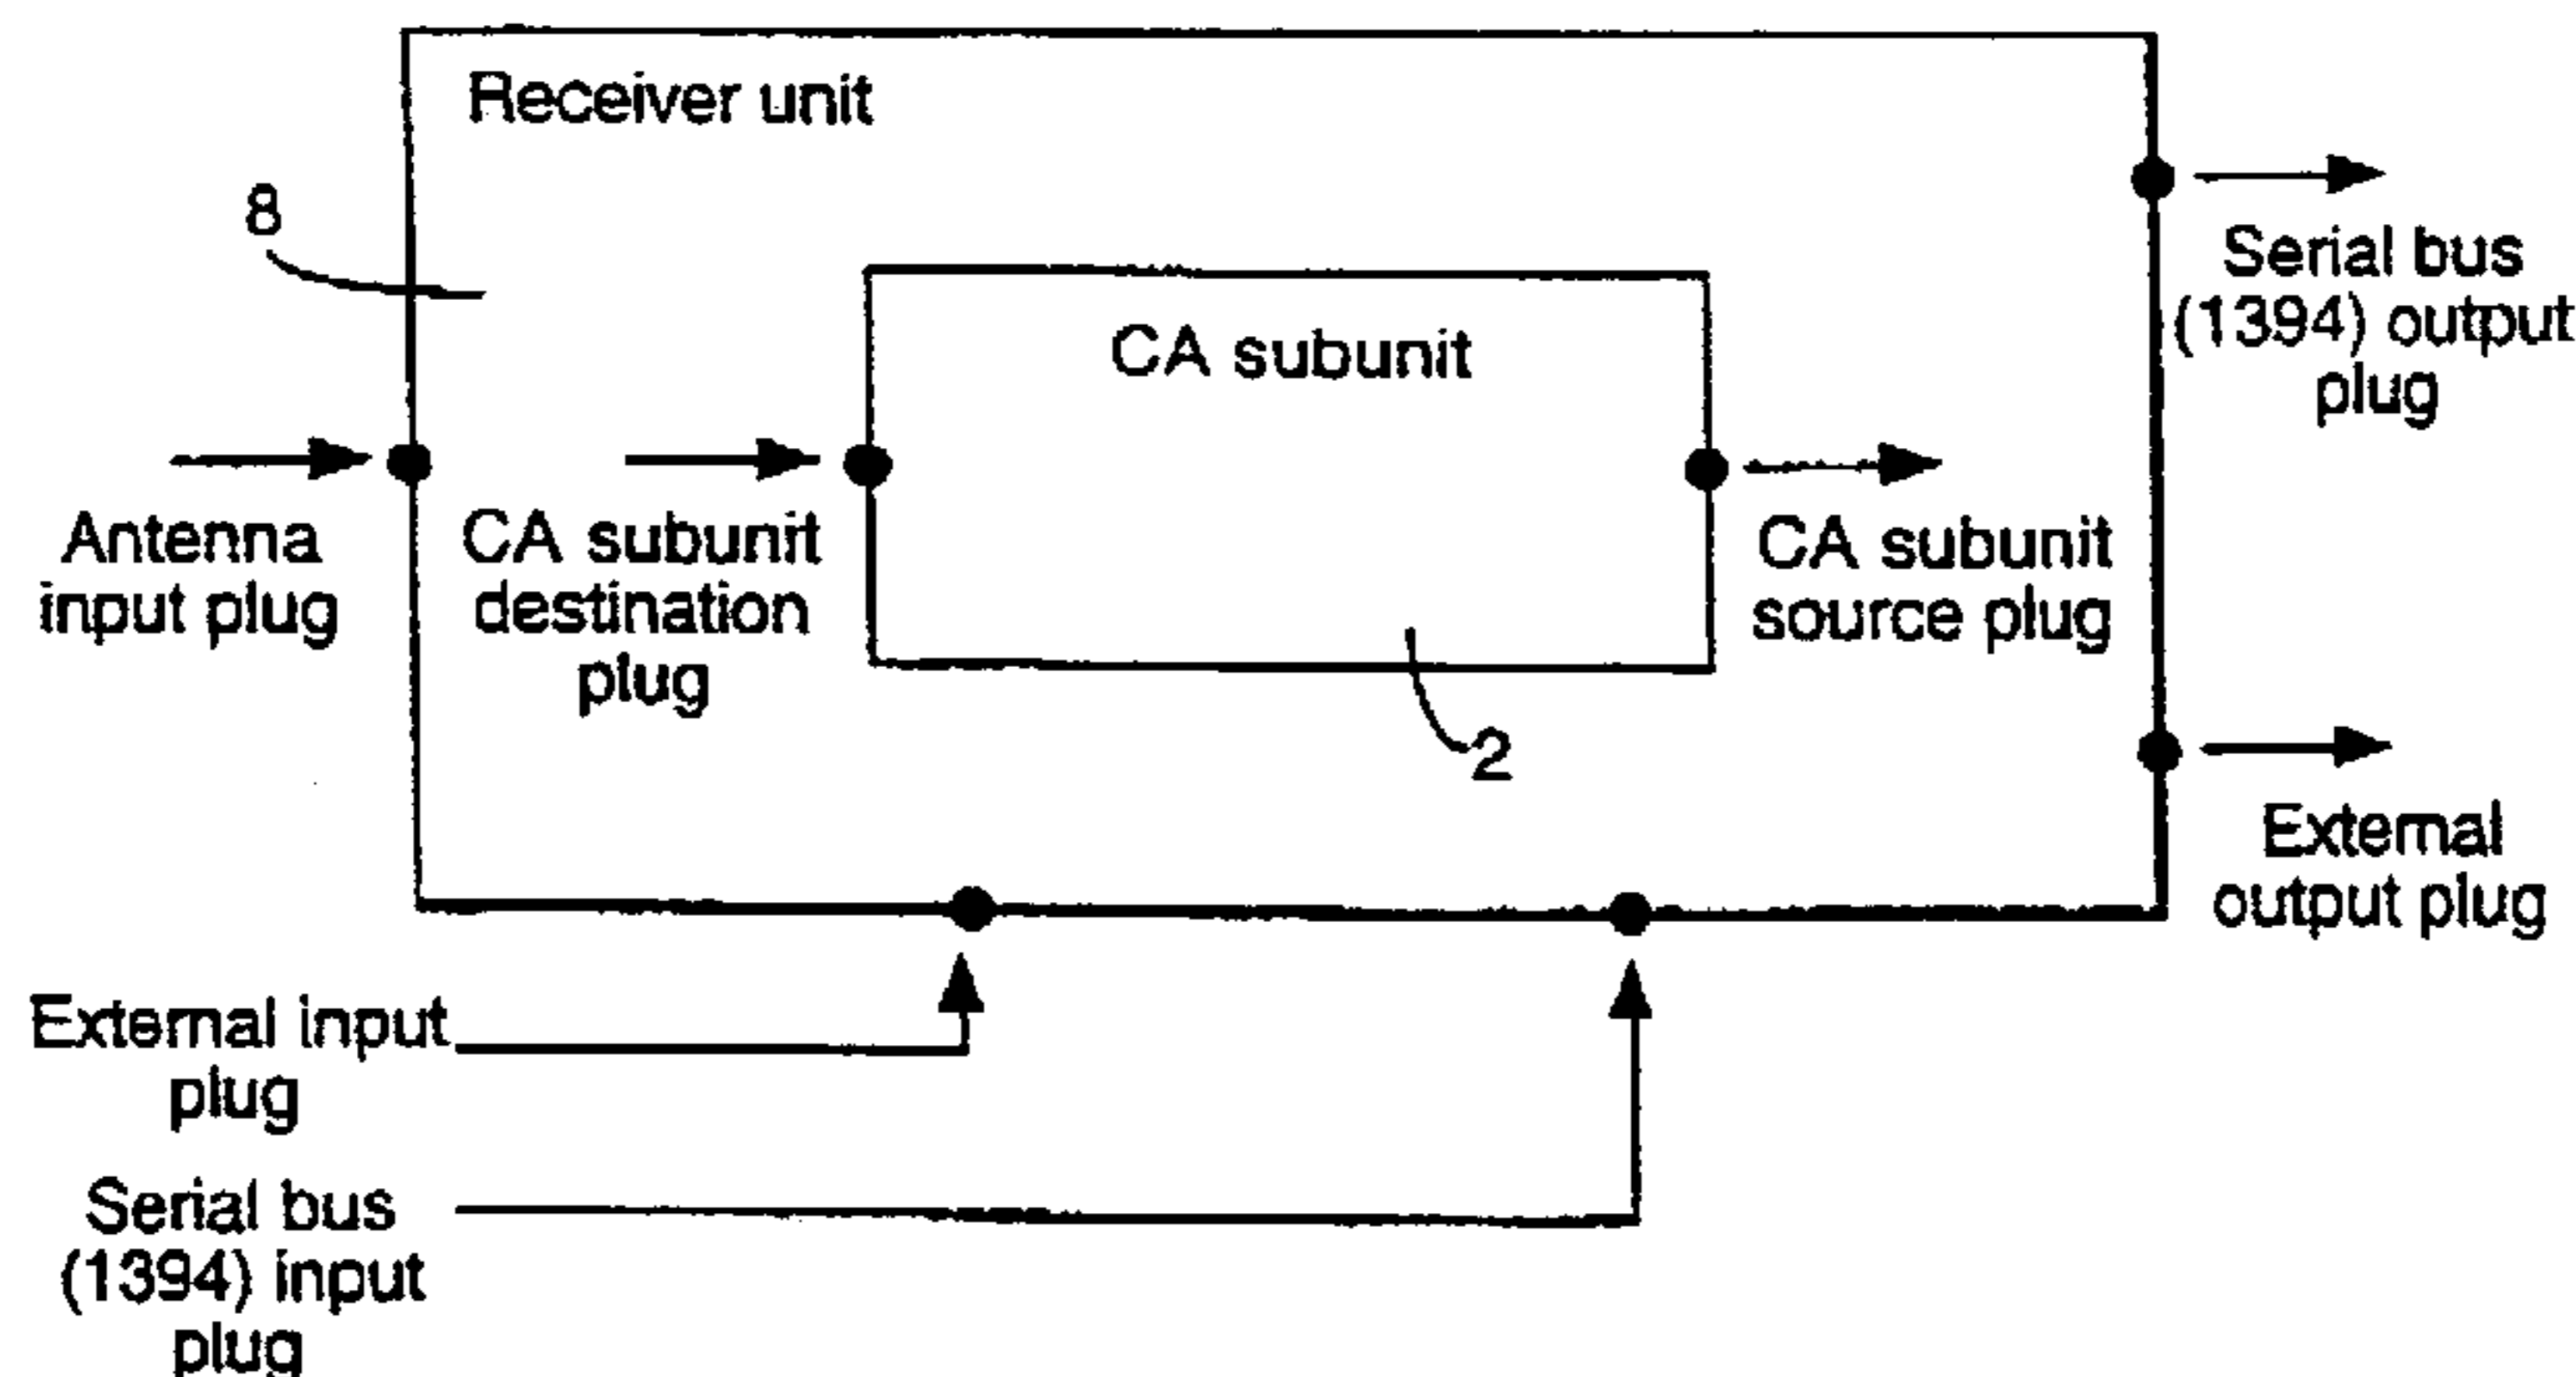 Receiver unit
8
CA subunit
Serial bus
(1394) output
plug
Antenna
input plug
CA subunit
destination
plug
CA subunit
source plug
2
External
output plug
External input
plug
Serial bus
(1394) input
plug